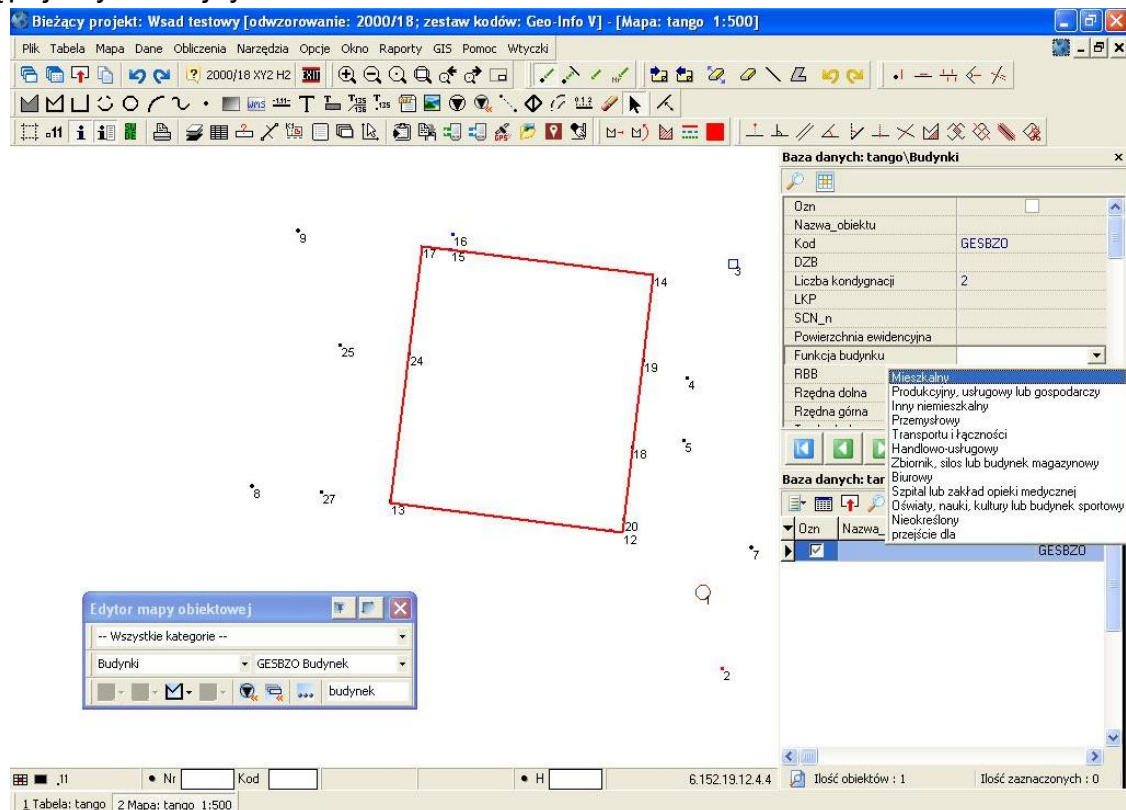 Bieżący projekt: Wsad testowy [odwzorowanie: 2000/18; zestaw kodów: Geo-Info V] - [Mapa: tango 1:500]
Plik Tabela Mapa Dane Obliczenia Narzędzia Opcje Okno Raporty GIS Pomoc Wtyczki
2000/18 XY2 H2
Baza danych: tango\Budynki
Ozn
Nazwa_obiektu
Kod GESBZO
DZB
Liczba kondygnacji 2
LKP
SCN_n
Powierzchnia ewidencyjna
Funkcja budynku
RBB
Rzędna dolna
Rzędna górna
Mieszkalny
Produkcyjny, usługowy lub gospodarczy
Inny niemieszkalny
Przemysłowy
Transportu i łączności
Handlowo-usługowy
Zbiornik, silos lub budynek magazynowy
Biurowy
Szpital lub zakład opieki medycznej
Oświaty, nauki, kultury lub budynek sportowy
Nieokreślony
przejście dla
Baza danych: tar
Ozn Nazwa_
GESBZO
9
16
17 15
3
14
25
24
19
4
18
5
8
27
13
20
12
7
2
Edytor mapy obiektowej
-- Wszystkie kategorie --
Budynki GESBZO Budynek
budynek
.11 Nr Kod H 6.152.19.12.4.4 Ilość obiektów : 1 Ilość zaznaczonych : 0
1 Tabela: tango 2 Mapa: tango 1:500